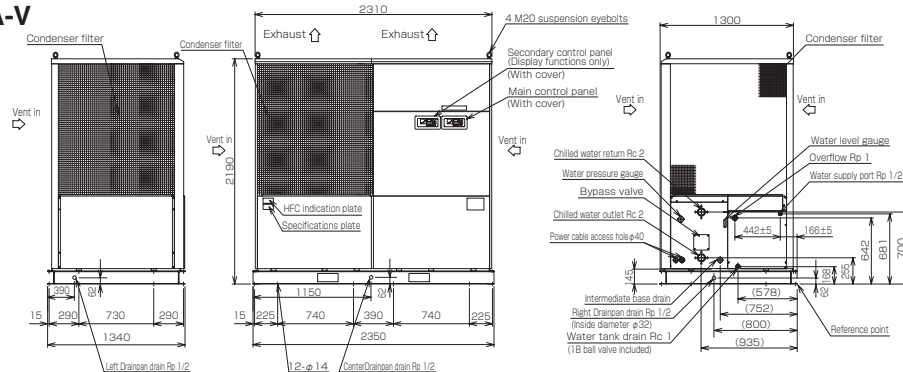 A-V
2310
Exhaust
Exhaust
4 M20 suspension eyebolts
Condenser filter
Condenser filter
Secondary control panel
(Display functions only)
(With cover)
Main control panel
(With cover)
Vent in
Vent in
Vent in
2190
HFC indication plate
Specifications plate
390
62
15
290
730
290
1340
Left Drainpan drain Rp 1/2
1150
62
15
225
740
390
740
225
2350
12-φ14
CenterDrainpan drain Rp 1/2
1300
Condenser filter
Vent in
Vent in
Chilled water return Rc 2
Water pressure gauge
Bypass valve
Chilled water outlet Rc 2
Power cable access hole φ40
Water level gauge
Overflow Rp 1
Water supply port Rp 1/2
442±5
166±5
145
62
168
255
642
681
700
Intermediate base drain
Right Drainpan drain Rp 1/2
(Inside diameter φ32)
Water tank drain Rc 1
(1B ball valve included)
(578)
(752)
(800)
(935)
Reference point